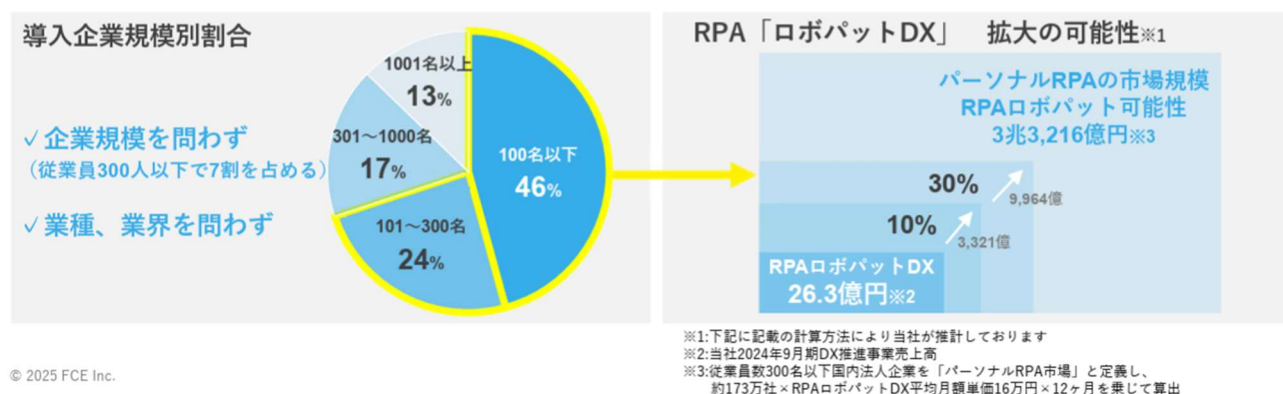 導入企業規模別割合
✓企業規模を問わず
（従業員300人以下で7割を占める）
✓業種、業界を問わず
1001名以上
13%
301～1000名
17%
101～300名
24%
100名以下
46%
RPA「ロボパットDX」　拡大の可能性※1
パーソナルRPAの市場規模
RPAロボパット可能性
3兆3,216億円※3
30%
9,964億
10%
3,321億
RPAロボパットDX
26.3億円※2
※1:下記に記載の計算方法により当社が推計しております
※2:当社2024年9月期DX推進事業売上高
※3:従業員数300名以下国内法人企業を「パーソナルRPA市場」と定義し、
約173万社×RPAロボパットDX平均月額単価16万円×12ヶ月を乗じて算出
© 2025 FCE Inc.